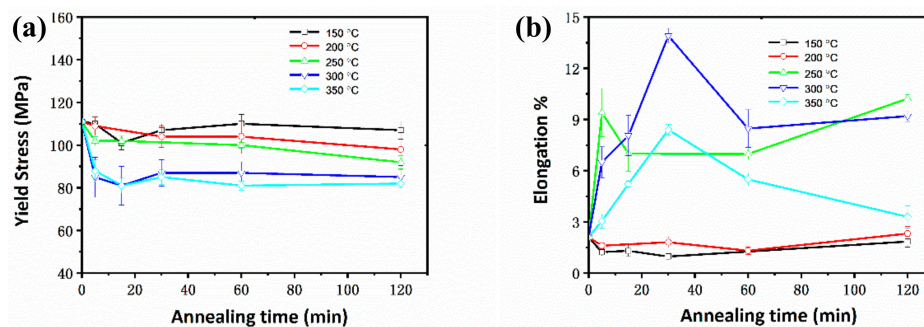 (a)
160
140
120
100
80
60
40
Yield Stress (MPa)
150 °C
200 °C
250 °C
300 °C
350 °C
0 20 40 60 80 100 120
Annealing time (min)
(b)
15
12
9
6
3
0
Elongation %
150 °C
200 °C
250 °C
300 °C
350 °C
0 20 40 60 80 100 120
Annealing time (min)